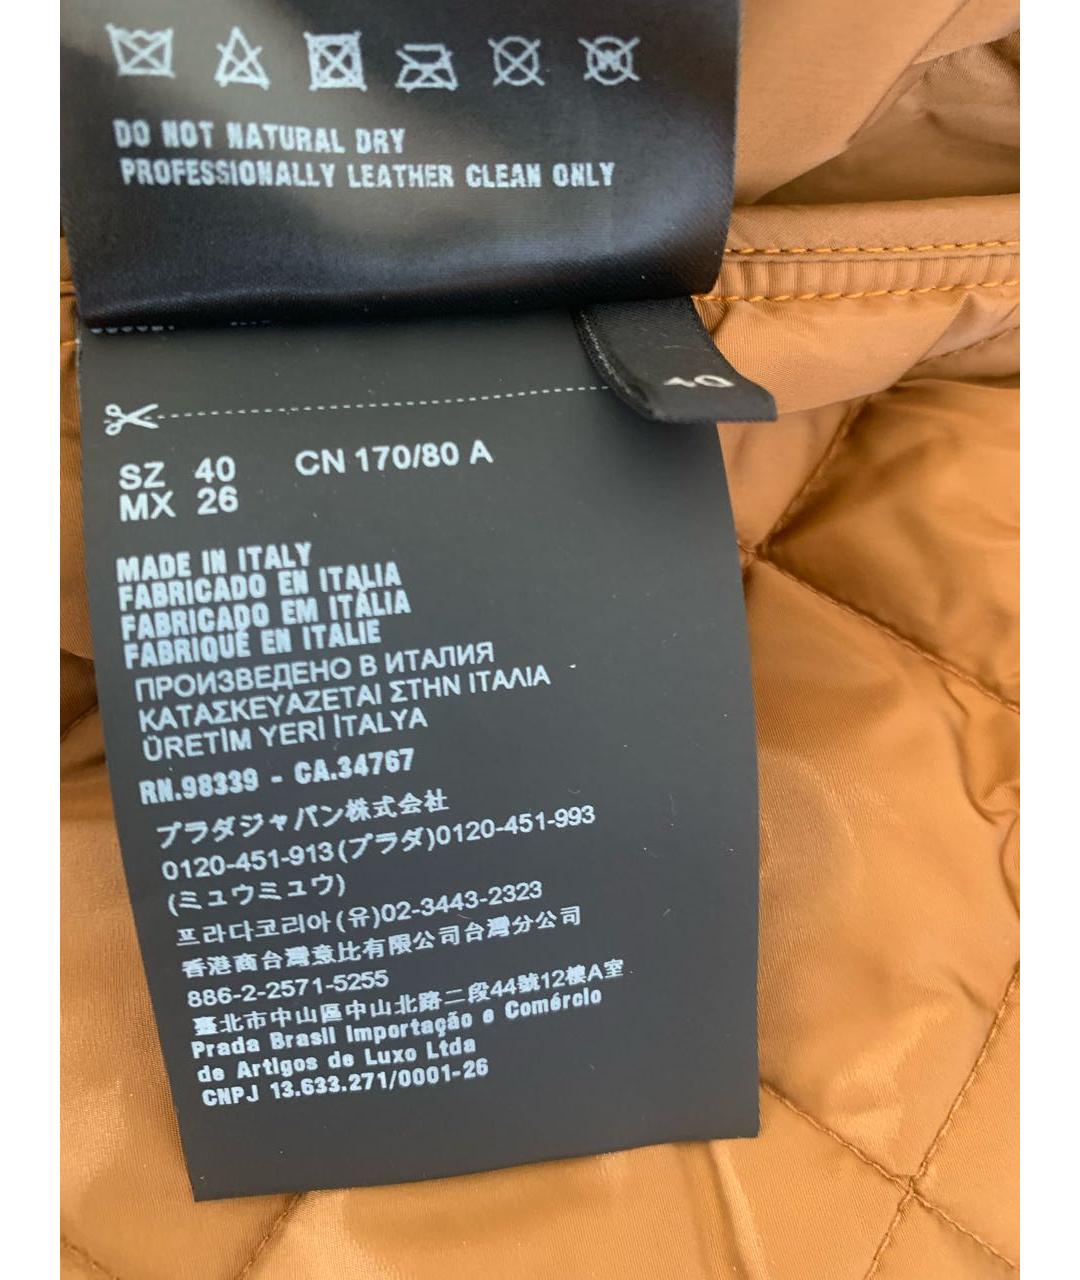 DO NOT NATURAL DRY
PROFESSIONALLY LEATHER CLEAN ONLY
40
SZ 40 CN 170/80 A
MX 26
MADE IN ITALY
FABRICADO EN ITALIA
FABRICADO EM ITÁLIA
FABRIQUÉ EN ITALIE
ПРОИЗВЕДЕНО В ИТАЛИЯ
ΚΑΤΑΣΚΕΥΑΖΕΤΑΙ ΣΤΗΝ ΙΤΑΛΙΑ
ÜRETİM YERİ İTALYA
RN.98339 - CA.34767
プラダジャパン株式会社
0120-451-913(プラダ)0120-451-993
(ミュウミュウ)
프라다코리아(유)02-3443-2323
香港商台灣意比有限公司台灣分公司
886-2-2571-5255
臺北市中山區中山北路二段44號12樓A室
Prada Brasil Importação e Comércio
de Artigos de Luxo Ltda
CNPJ 13.633.271/0001-26